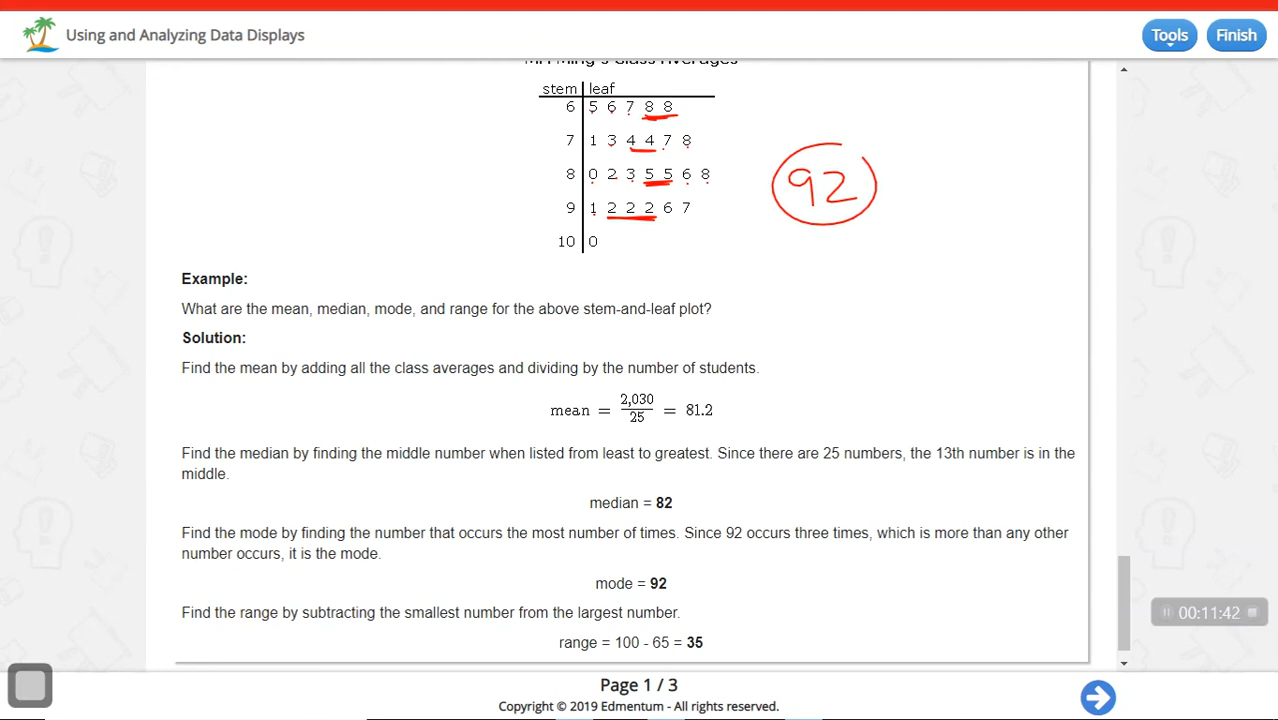 Using and Analyzing Data Displays
Tools
Finish
Mr. Ming's Class Averages
stem leaf
6 5 6 7 8 8
7 1 3 4 4 7 8
8 0 2 3 5 5 6 8
9 1 2 2 2 6 7
10 0
92
Example:
What are the mean, median, mode, and range for the above stem-and-leaf plot?
Solution:
Find the mean by adding all the class averages and dividing by the number of students.
mean = 2,030/25 = 81.2
Find the median by finding the middle number when listed from least to greatest. Since there are 25 numbers, the 13th number is in the
middle.
median = 82
Find the mode by finding the number that occurs the most number of times. Since 92 occurs three times, which is more than any other
number occurs, it is the mode.
mode = 92
Find the range by subtracting the smallest number from the largest number.
range = 100 - 65 = 35
00:11:42
Page 1 / 3
Copyright © 2019 Edmentum - All rights reserved.